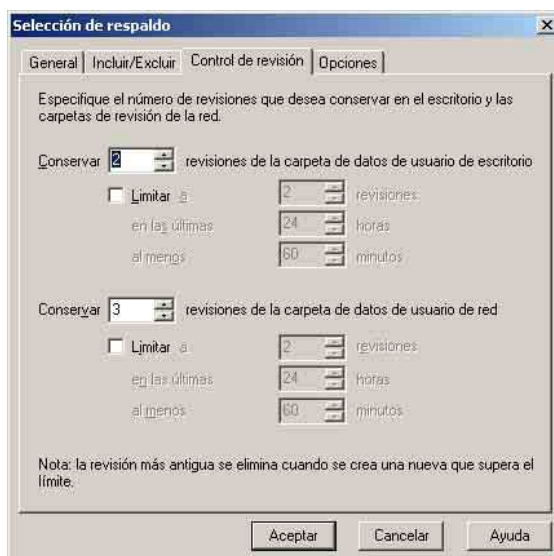 Selección de respaldo
General Incluir/Excluir Control de revisión Opciones
Especifique el número de revisiones que desea conservar en el escritorio y las
carpetas de revisión de la red.
Conservar 2 revisiones de la carpeta de datos de usuario de escritorio
Limitar a 2 revisiones
en las últimas 24 horas
al menos 60 minutos
Conservar 3 revisiones de la carpeta de datos de usuario de red
Limitar a 2 revisiones
en las últimas 24 horas
al menos 60 minutos
Nota: la revisión más antigua se elimina cuando se crea una nueva que supera el
límite.
Aceptar Cancelar Ayuda